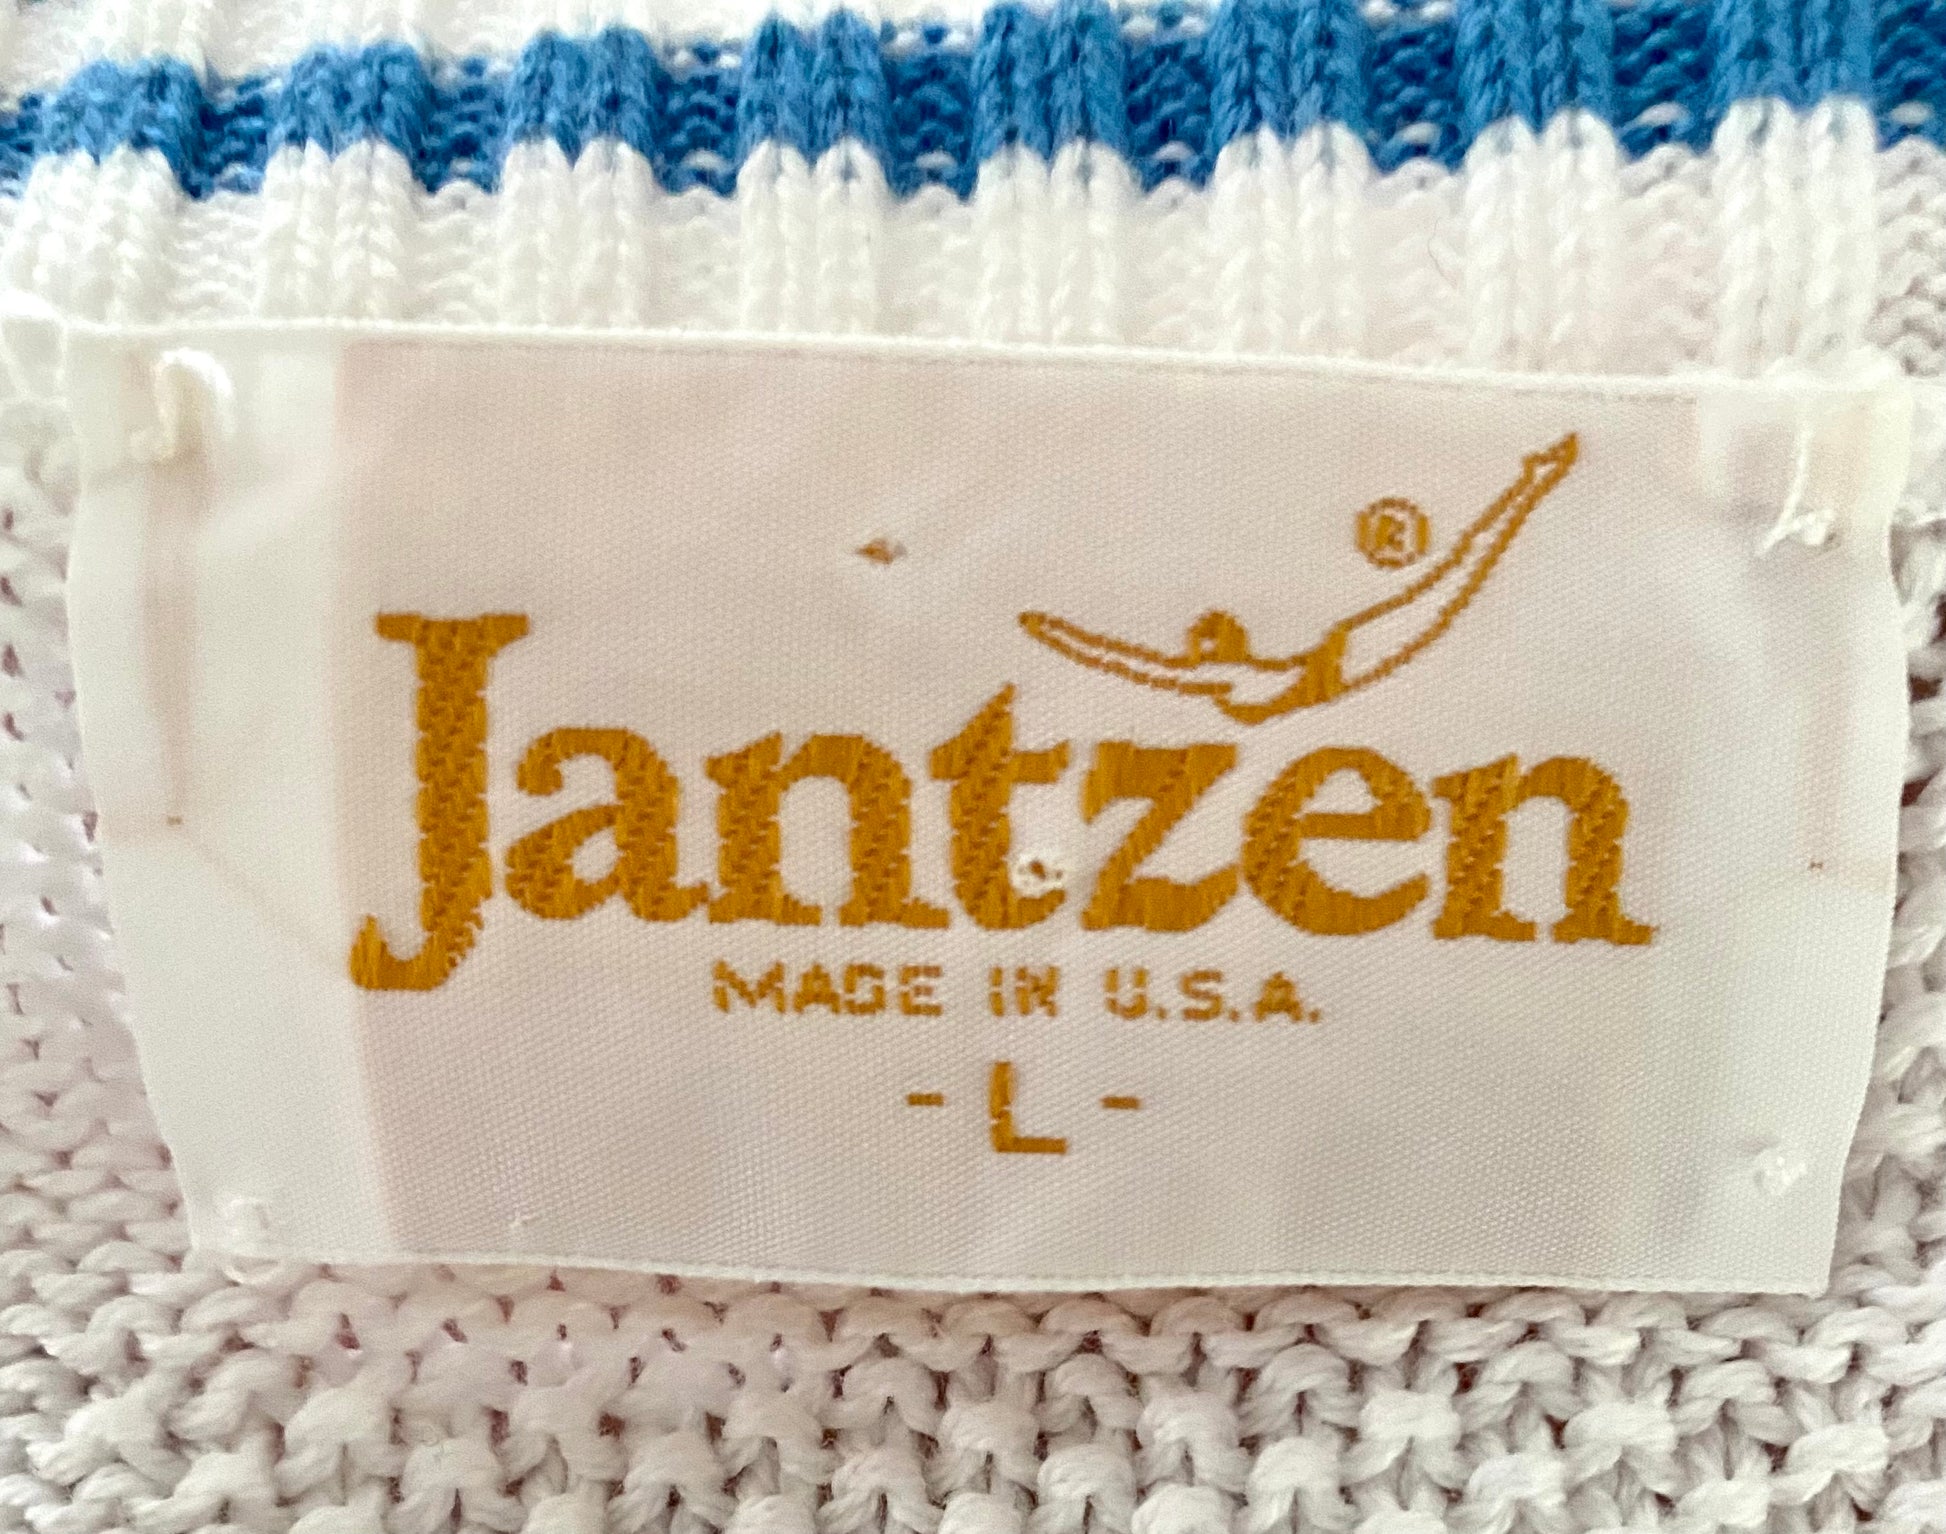 ®
Jantzen
MADE IN U.S.A.
- L -